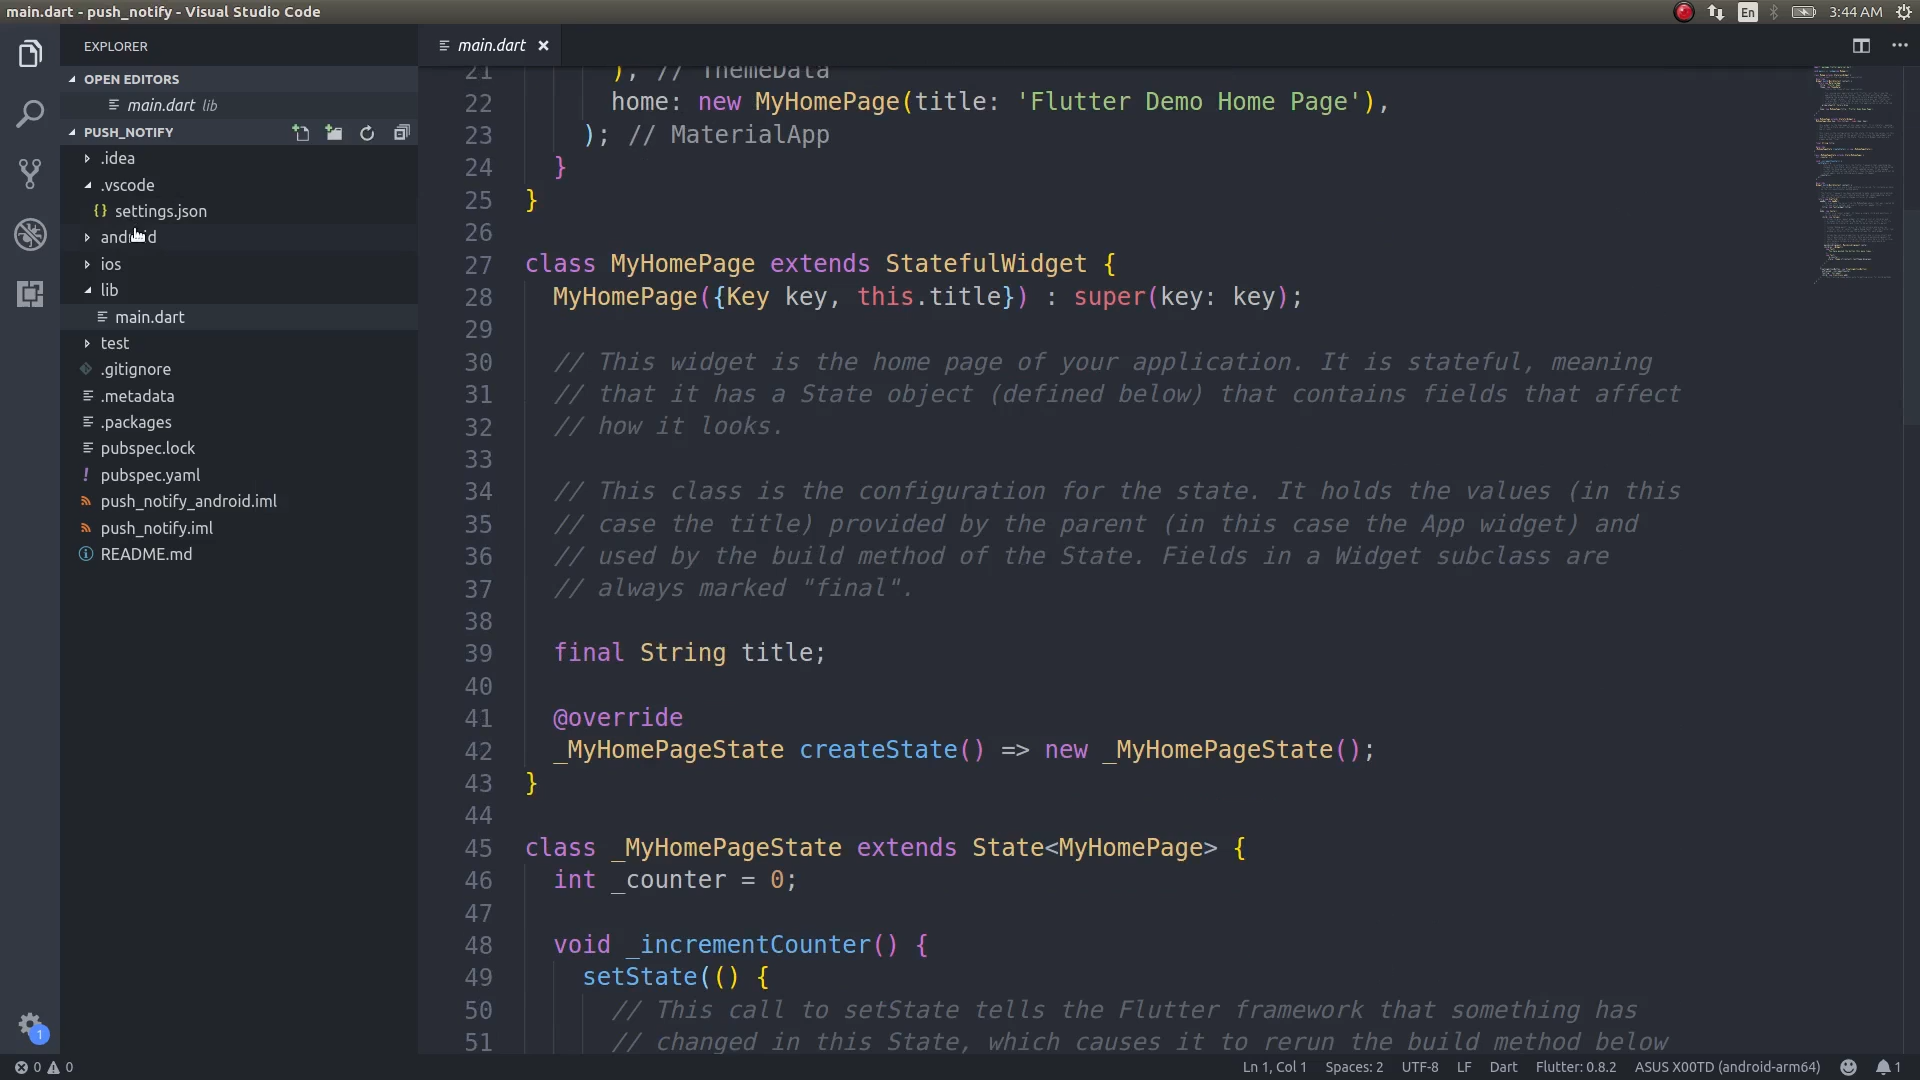 main.dart - push_notify - Visual Studio Code
En
3:44 AM
EXPLORER
OPEN EDITORS
main.dart lib
PUSH_NOTIFY
.idea
.vscode
{} settings.json
android
ios
lib
main.dart
test
.gitignore
.metadata
.packages
pubspec.lock
! pubspec.yaml
push_notify_android.iml
push_notify.iml
README.md
1
main.dart ×
21 ), // ThemeData
22 home: new MyHomePage(title: 'Flutter Demo Home Page'),
23 ); // MaterialApp
24 }
25 }
26
27 class MyHomePage extends StatefulWidget {
28 MyHomePage({Key key, this.title}) : super(key: key);
29
30 // This widget is the home page of your application. It is stateful, meaning
31 // that it has a State object (defined below) that contains fields that affect
32 // how it looks.
33
34 // This class is the configuration for the state. It holds the values (in this
35 // case the title) provided by the parent (in this case the App widget) and
36 // used by the build method of the State. Fields in a Widget subclass are
37 // always marked "final".
38
39 final String title;
40
41 @override
42 _MyHomePageState createState() => new _MyHomePageState();
43 }
44
45 class _MyHomePageState extends State<MyHomePage> {
46 int _counter = 0;
47
48 void _incrementCounter() {
49 setState(() {
50 // This call to setState tells the Flutter framework that something has
51 // changed in this State, which causes it to rerun the build method below
0 0
Ln 1, Col 1 Spaces: 2 UTF-8 LF Dart Flutter: 0.8.2 ASUS X00TD (android-arm64) 1